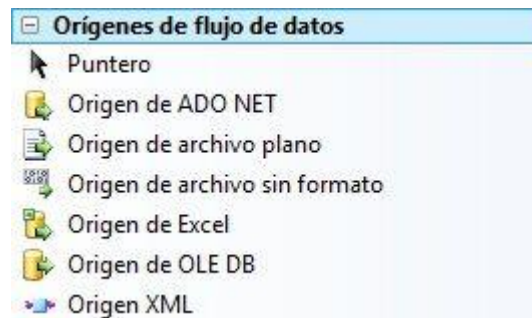 Orígenes de flujo de datos
Puntero
Origen de ADO NET
Origen de archivo plano
Origen de archivo sin formato
Origen de Excel
Origen de OLE DB
Origen XML